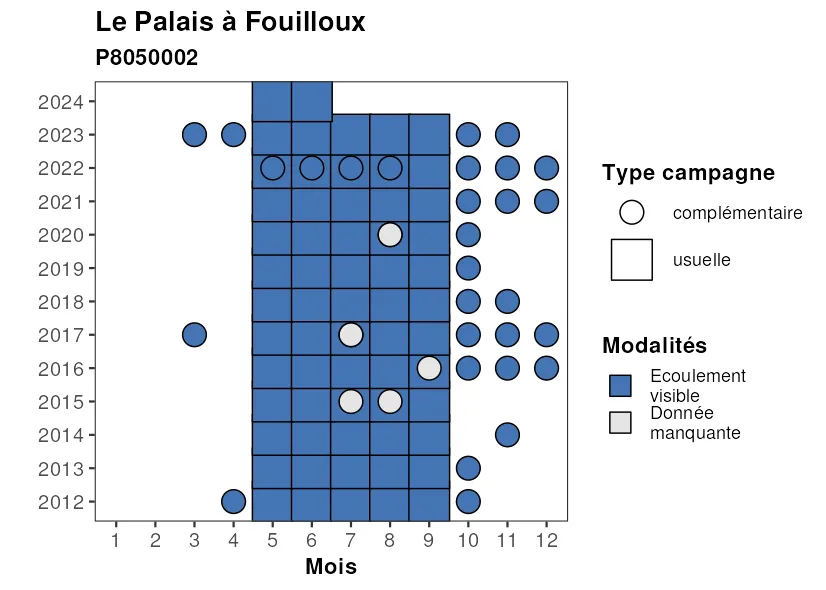 Le Palais à Fouilloux
P8050002
2024
2023
2022
2021
2020
2019
2018
2017
2016
2015
2014
2013
2012
1 2 3 4 5 6 7 8 9 10 11 12
Mois
Type campagne
complémentaire
usuelle
Modalités
Ecoulement
visible
Donnée
manquante